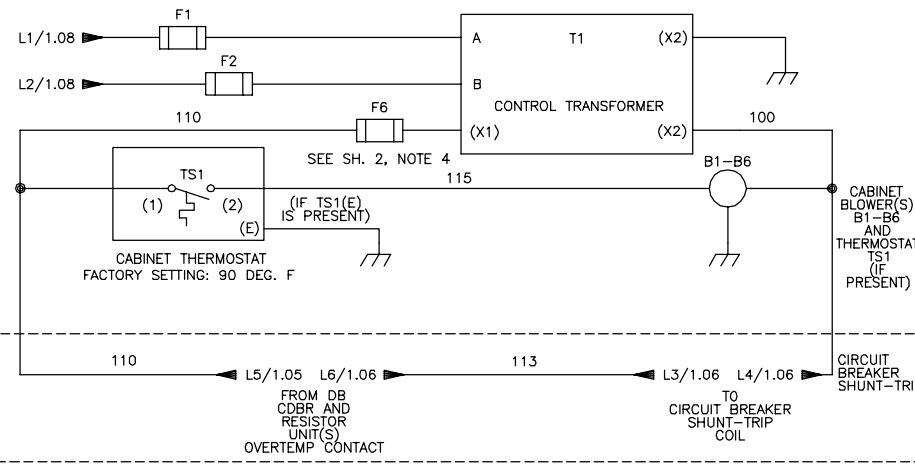 F1
L1/1.08
A
T1
(X2)
F2
L2/1.08
B
CONTROL TRANSFORMER
110
F6
(X1)
(X2)
100
SEE SH. 2, NOTE 4
TS1
(1)
(2)
(E)
115
(IF TS1(E)
IS PRESENT)
B1-B6
CABINET
BLOWER(S)
B1-B6
AND
THERMOSTAT
TS1
(IF
PRESENT)
CABINET THERMOSTAT
FACTORY SETTING: 90 DEG. F
110
L5/1.05
L6/1.06
113
L3/1.06
L4/1.06
FROM DB
CDBR AND
RESISTOR
UNIT(S)
OVERTEMP CONTACT
TO
CIRCUIT BREAKER
SHUNT-TRIP
COIL
CIRCUIT
BREAKER
SHUNT-TRI